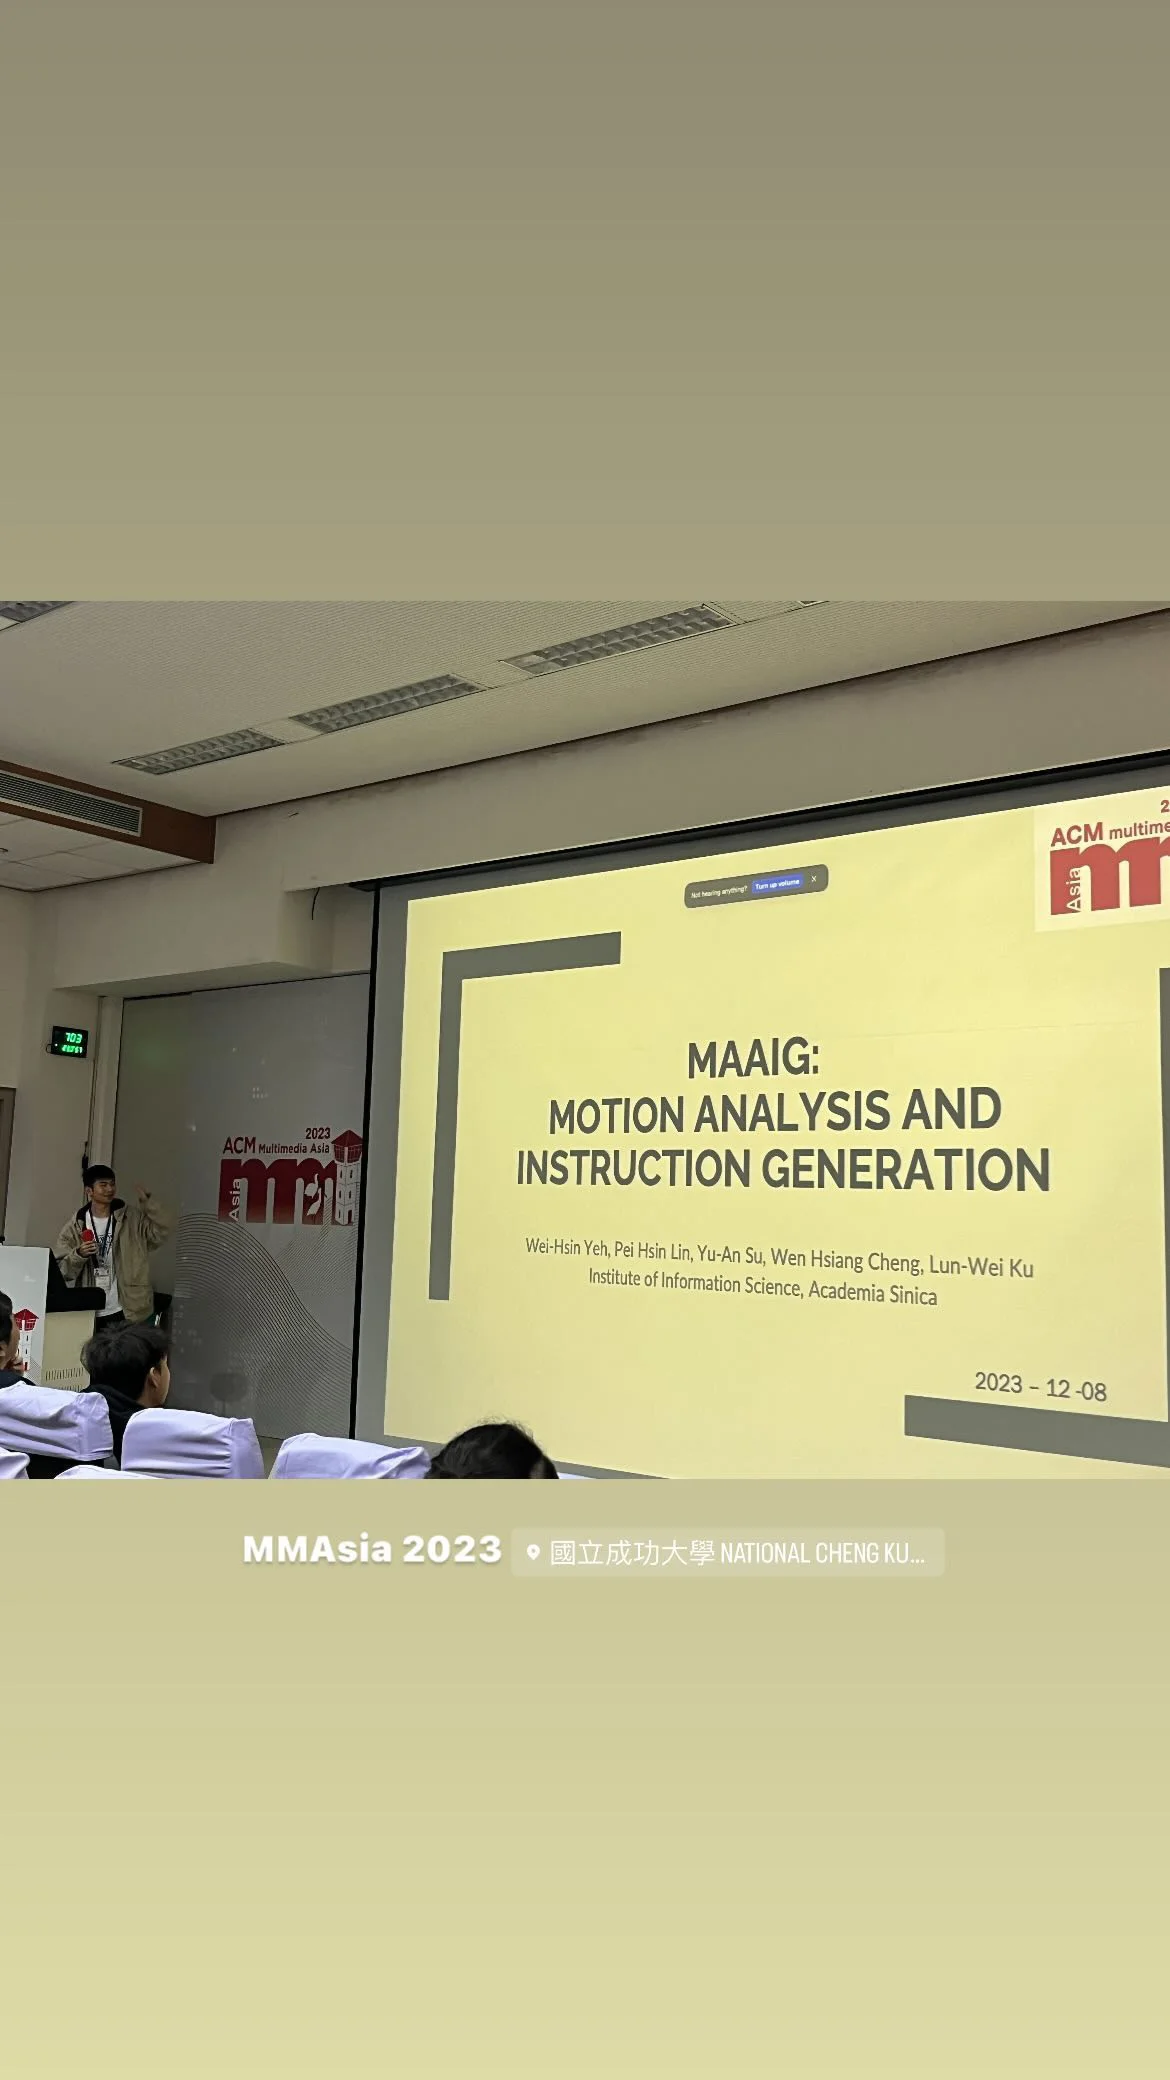 2
ACM multime
Asia
Not hearing anything? Turn up volume ×
MAAIG:
MOTION ANALYSIS AND
INSTRUCTION GENERATION
Wei-Hsin Yeh, Pei Hsin Lin, Yu-An Su, Wen Hsiang Cheng, Lun-Wei Ku
Institute of Information Science, Academia Sinica
2023 – 12 -08
703
2023
ACM Multimedia Asia
Asia mm
MMAsia 2023
國立成功大學 NATIONAL CHENG KU...